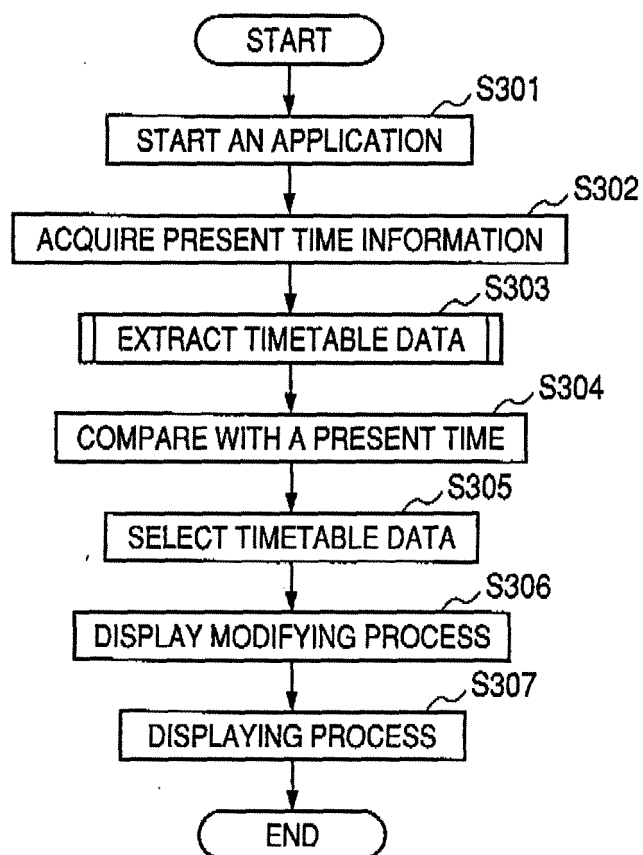 START
S301
START AN APPLICATION
S302
ACQUIRE PRESENT TIME INFORMATION
S303
EXTRACT TIMETABLE DATA
S304
COMPARE WITH A PRESENT TIME
S305
SELECT TIMETABLE DATA
S306
DISPLAY MODIFYING PROCESS
S307
DISPLAYING PROCESS
END